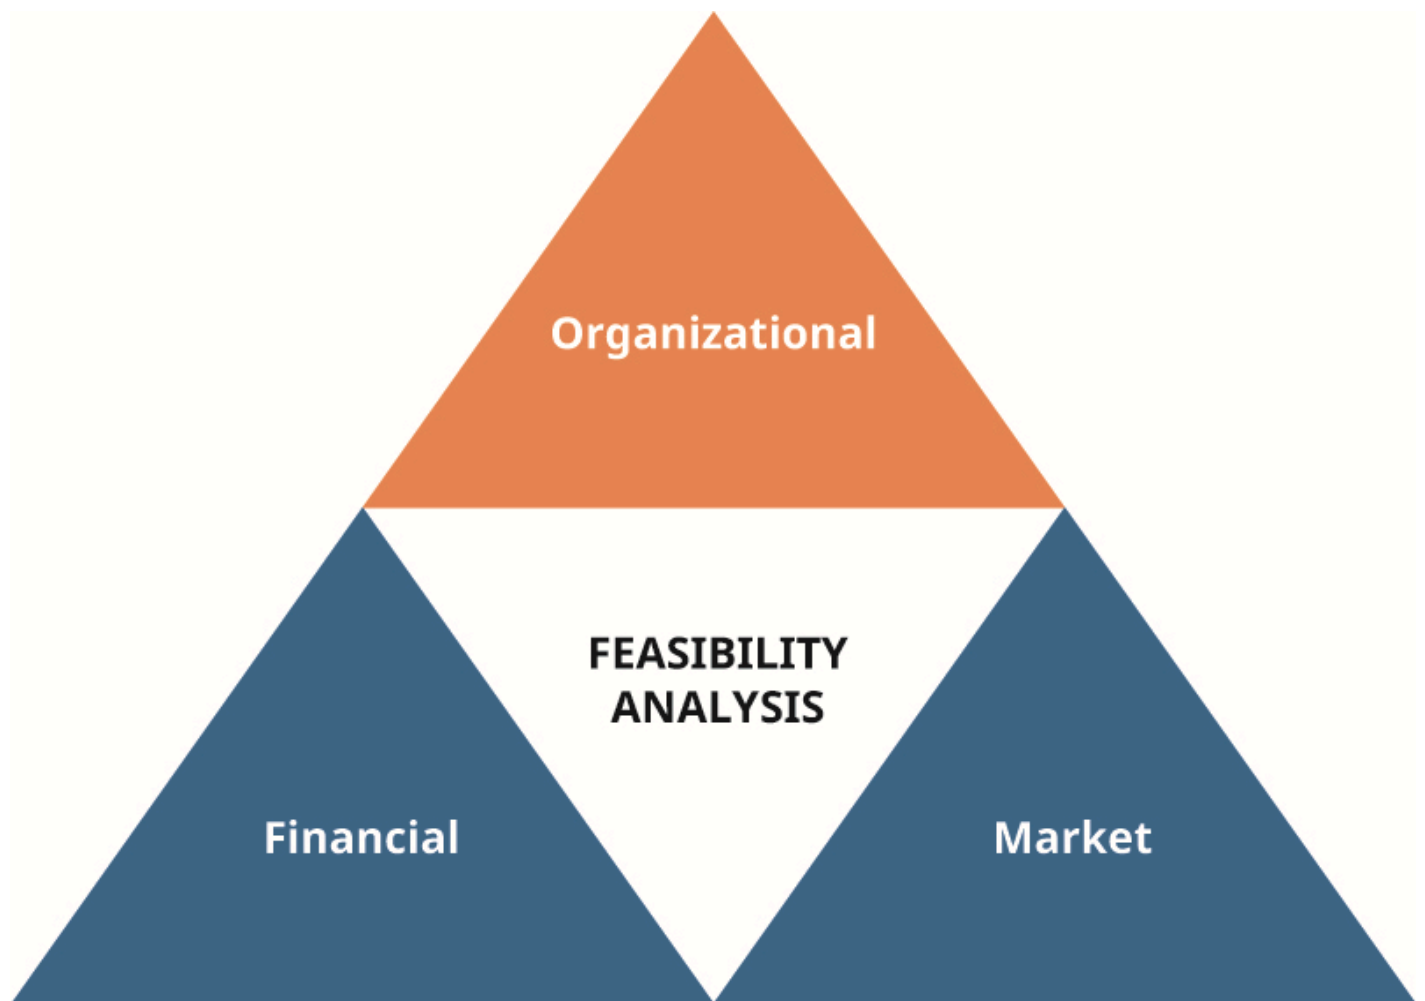 Organizational
FEASIBILITY
ANALYSIS
Financial
Market